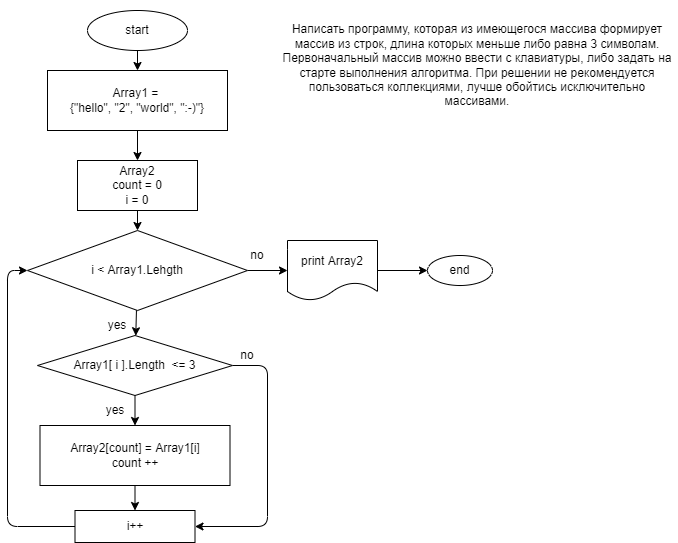 start
Написать программу, которая из имеющегося массива формирует
массив из строк, длина которых меньше либо равна 3 символам.
Первоначальный массив можно ввести с клавиатуры, либо задать на
старте выполнения алгоритма. При решении не рекомендуется
пользоваться коллекциями, лучше обойтись исключительно
массивами.
Array1 =
{"hello", "2", "world", ":-)"}
Array2
count = 0
i = 0
i < Array1.Lehgth
no
print Array2
end
yes
Array1[ i ].Length <= 3
no
yes
Array2[count] = Array1[i]
count ++
i++